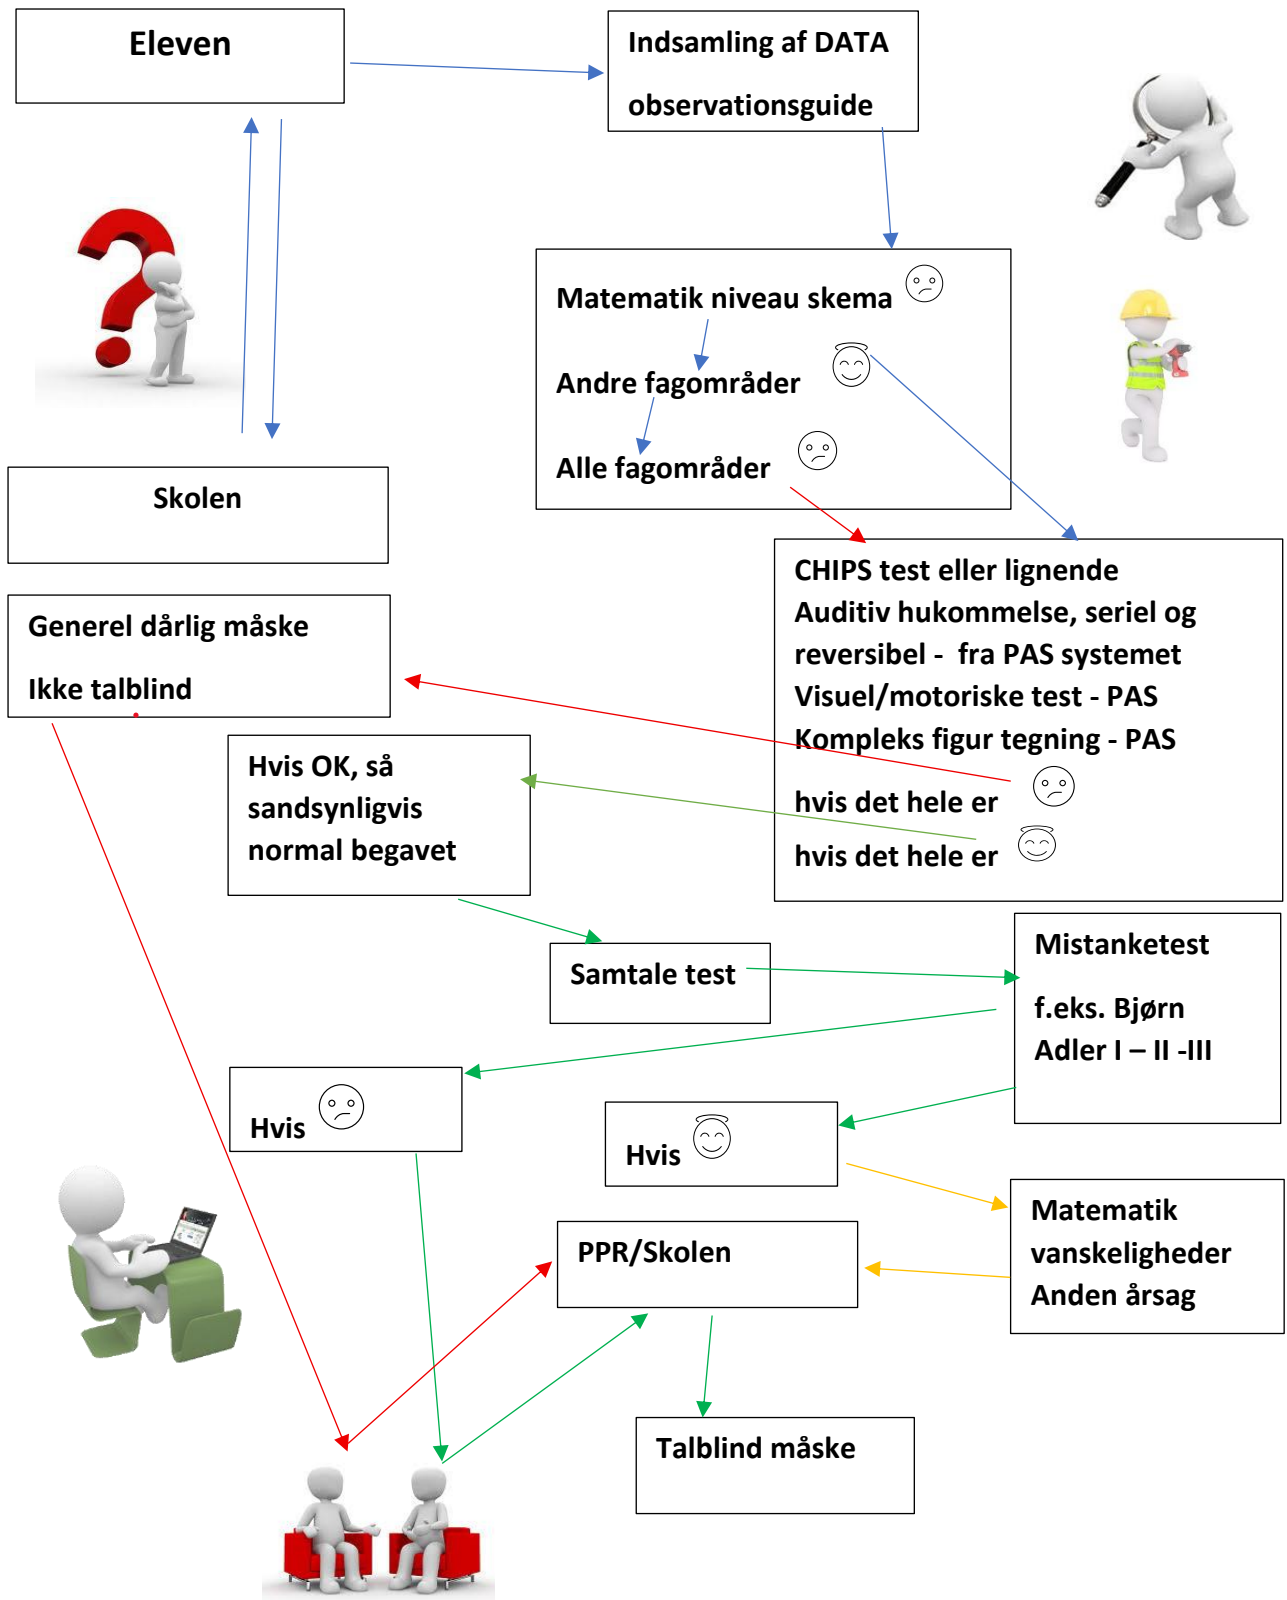 Eleven
Indsamling af DATA
observationsguide
Matematik niveau skema
Andre fagområder
Alle fagområder
Skolen
CHIPS test eller lignende
Auditiv hukommelse, seriel og
reversibel - fra PAS systemet
Visuel/motoriske test - PAS
Kompleks figur tegning - PAS
hvis det hele er
hvis det hele er
Generel dårlig måske
Ikke talblind
Hvis OK, så
sandsynligvis
normal begavet
Samtale test
Mistanketest
f.eks. Bjørn
Adler I – II -III
Hvis
Hvis
Matematik
vanskeligheder
Anden årsag
PPR/Skolen
Talblind måske